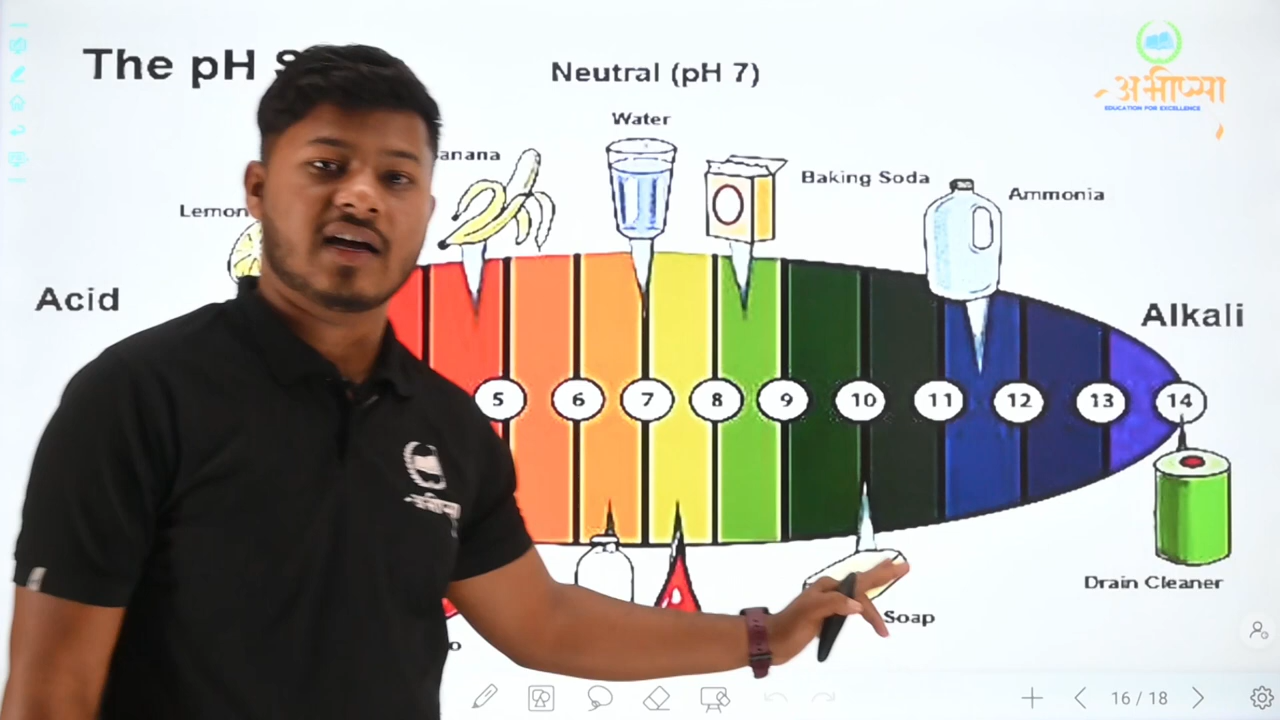 The pH
Neutral (pH 7)
अभीप्सा
EDUCATION FOR EXCELLENCE
Water
Baking Soda
Ammonia
Lemon
Acid
Alkali
5 6 7 8 9 10 11 12 13 14
Drain Cleaner
Soap
16 / 18